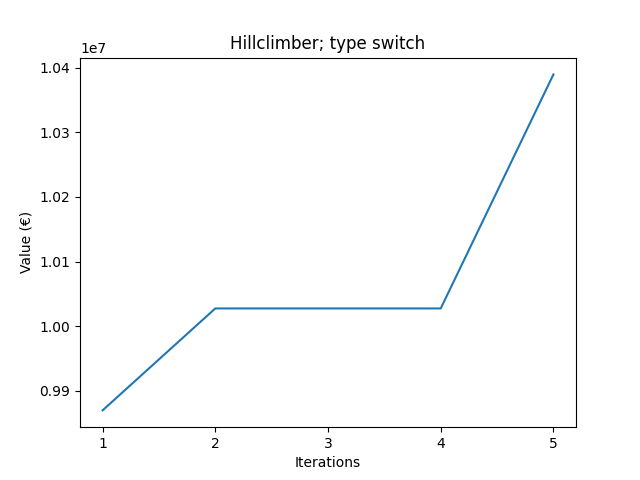 Hillclimber; type switch
1e7
1.04
1.03
1.02
1.01
1.00
0.99
Value (€)
1 2 3 4 5
Iterations